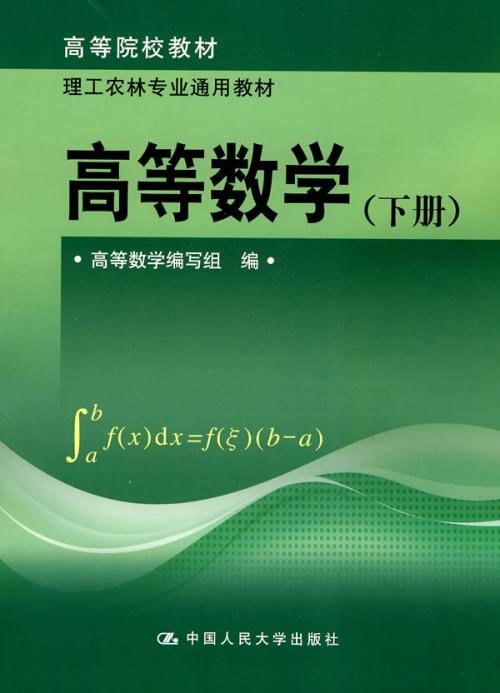 高等院校教材
理工农林专业通用教材
高等数学（下册）
·高等数学编写组 编·
∫ₐᵇ f(x)dx=f(ξ)(b-a)
中国人民大学出版社